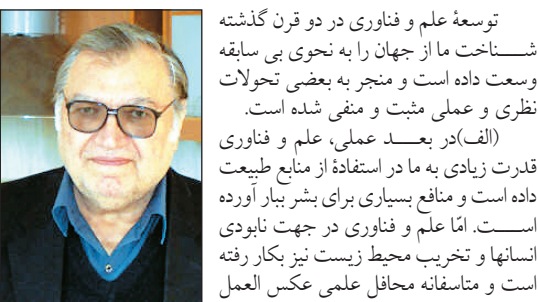 توسعهٔ علم و فناوری در دو قرن گذشته
شـــناخت ما از جهان را به نحوی بی سابقه
وسعت داده است و منجر به بعضی تحولات
نظری و عملی مثبت و منفی شده است.
(الف)در بعـــد عملی، علم و فناوری
قدرت زیادی به ما در استفادهٔ از منابع طبیعت
داده است و منافع بسیاری برای بشر ببار آورده
اســـت. امّا علم و فناوری در جهت نابودی
انسانها و تخریب محیط زیست نیز بکار رفته
است و متاسفانه محافل علمی عکس العمل